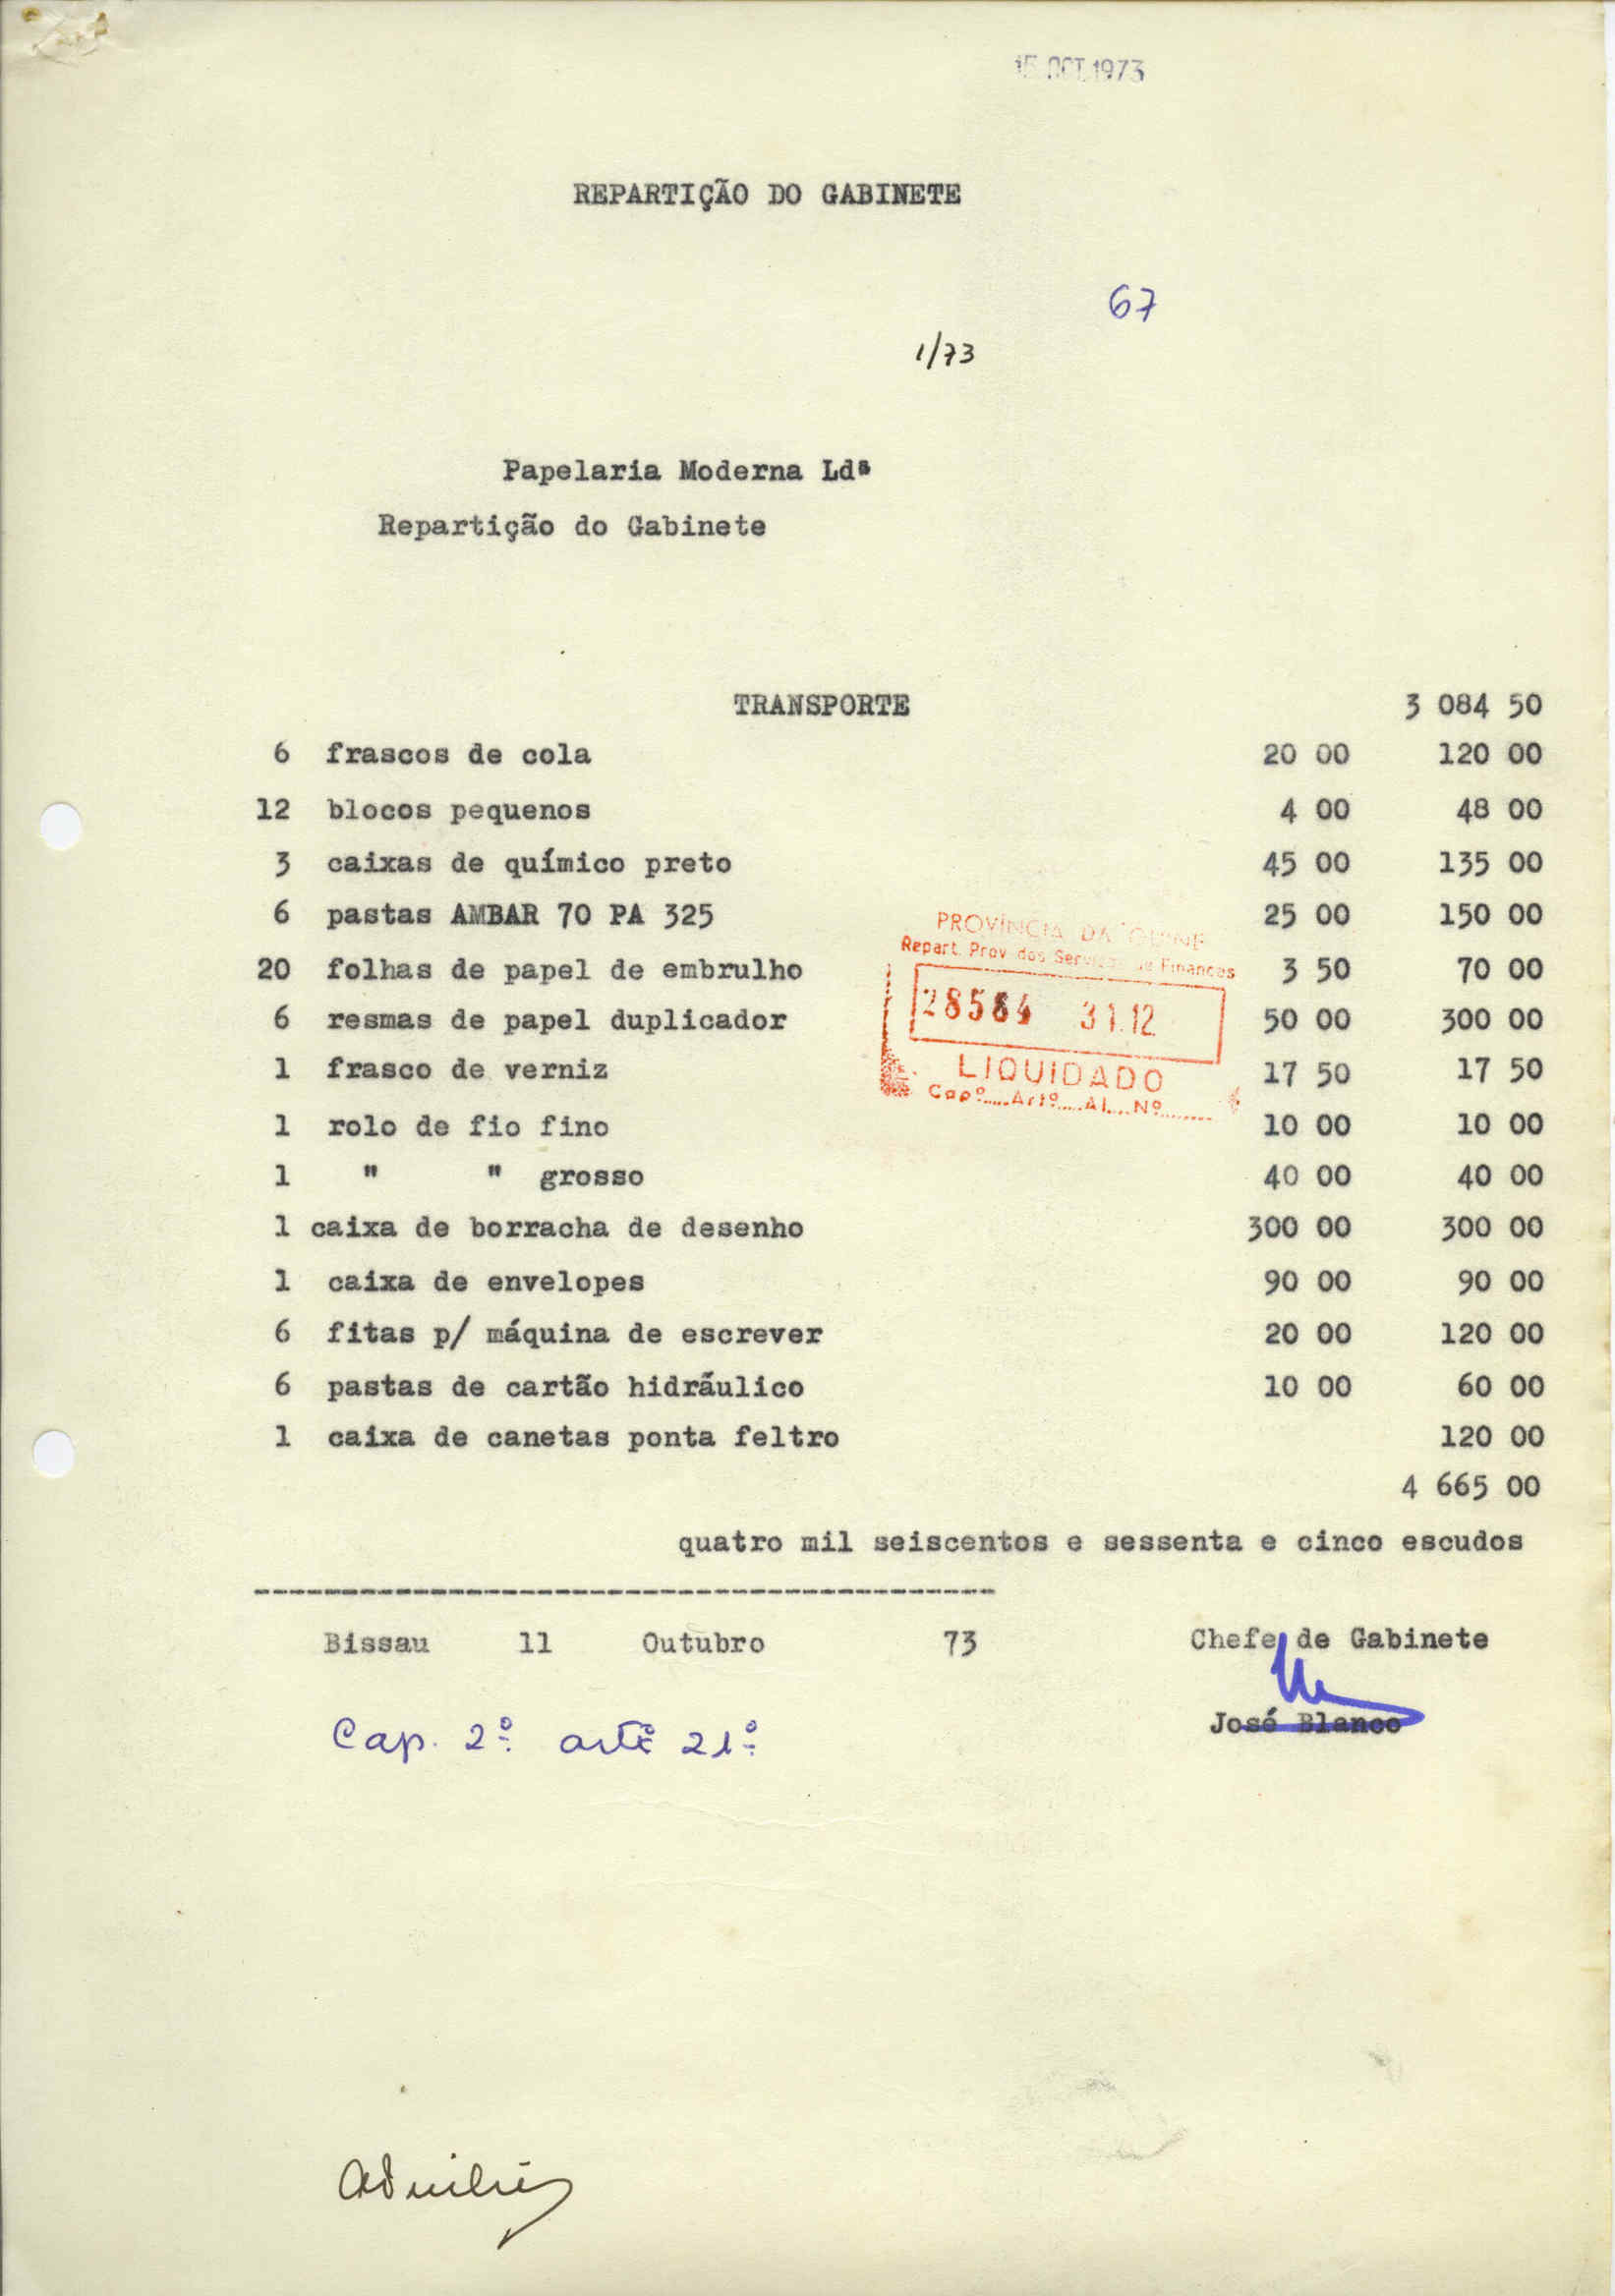 15 OCT. 1973
REPARTIÇÃO DO GABINETE
67
1/73
Papelaria Moderna Ldª
Repartição do Gabinete
TRANSPORTE 3 084 50
6 frascos de cola 20 00 120 00
12 blocos pequenos 4 00 48 00
3 caixas de químico preto 45 00 135 00
6 pastas AMBAR 70 PA 325 25 00 150 00
20 folhas de papel de embrulho 3 50 70 00
6 resmas de papel duplicador 50 00 300 00
1 frasco de verniz 17 50 17 50
1 rolo de fio fino 10 00 10 00
1 " " grosso 40 00 40 00
1 caixa de borracha de desenho 300 00 300 00
1 caixa de envelopes 90 00 90 00
6 fitas p/ máquina de escrever 20 00 120 00
6 pastas de cartão hidráulico 10 00 60 00
1 caixa de canetas ponta feltro 120 00
4 665 00
PROVÍNCIA DA GUINÉ
Repart. Prov. dos Serviços de Finanças
28584 31.12
LIQUIDADO
Capº.....Artº.....Al....Nº........
quatro mil seiscentos e sessenta e cinco escudos
Bissau 11 Outubro 73 Chefe de Gabinete
José Blanco
Cap. 2º artº 21º